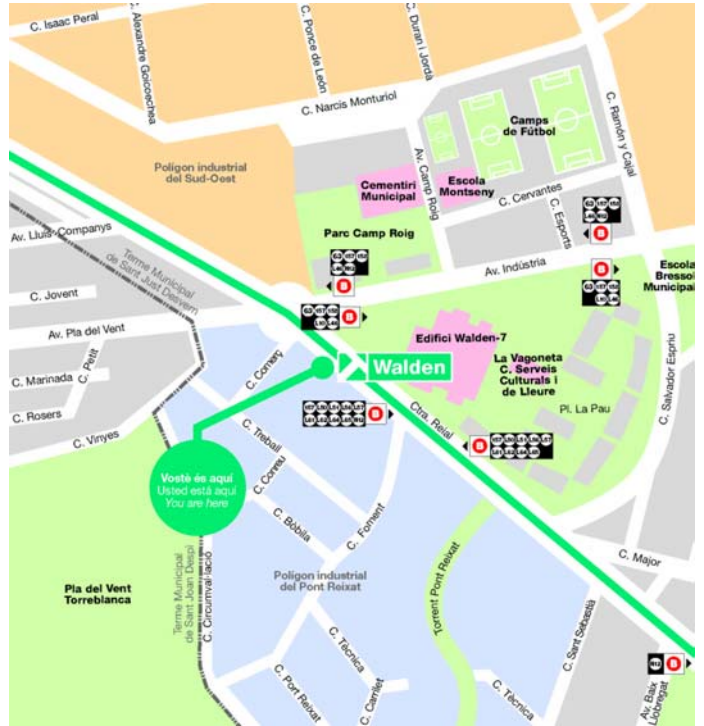 C. Isaac Peral
C. Alexandre Goicoechea
C. Ponce de León
C. Duran i Jordà
C. Narcís Monturiol
C. Ramón y Cajal
Camps
de Fútbol
Polígon industrial
del Sud-Oest
Av. Camp Roig
Cementiri
Municipal
Escola
Montseny
C. Cervantes
C. Esports
Parc Camp Roig
Av. Lluís Companys
Terme Municipal
de Sant Just Desvern
Av. Indústria
Escola
Bressol
Municipal
C. Jovent
Av. Pla del Vent
Edifici Walden-7
C. Petit
C. Marinada
C. Rosers
C. Comerç
Walden
La Vagoneta
C. Serveis
Culturals i
de Lleure
C. Salvador Espriu
Pl. La Pau
Ctra. Reial
C. Vinyes
C. Treball
C. Conreu
Vostè és aquí
Usted está aquí
You are here
C. Bòbila
C. Foment
Torrent Pont Reixat
C. Major
Polígon industrial
del Pont Reixat
Pla del Vent
Torreblanca
Terme Municipal
de Sant Joan Despí
C. Circumval·lació
C. Sant Sebastià
C. Tècnica
C. Tècnica
C. Carrilet
C. Port Reixat
Av. Baix
Llobregat